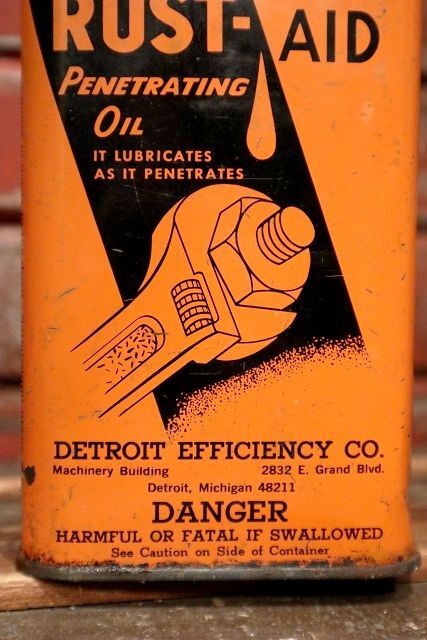 RUST-AID
PENETRATING
OIL
IT LUBRICATES
AS IT PENETRATES
DETROIT EFFICIENCY CO.
Machinery Building 2832 E. Grand Blvd.
Detroit, Michigan 48211
DANGER
HARMFUL OR FATAL IF SWALLOWED
See Caution on Side of Container